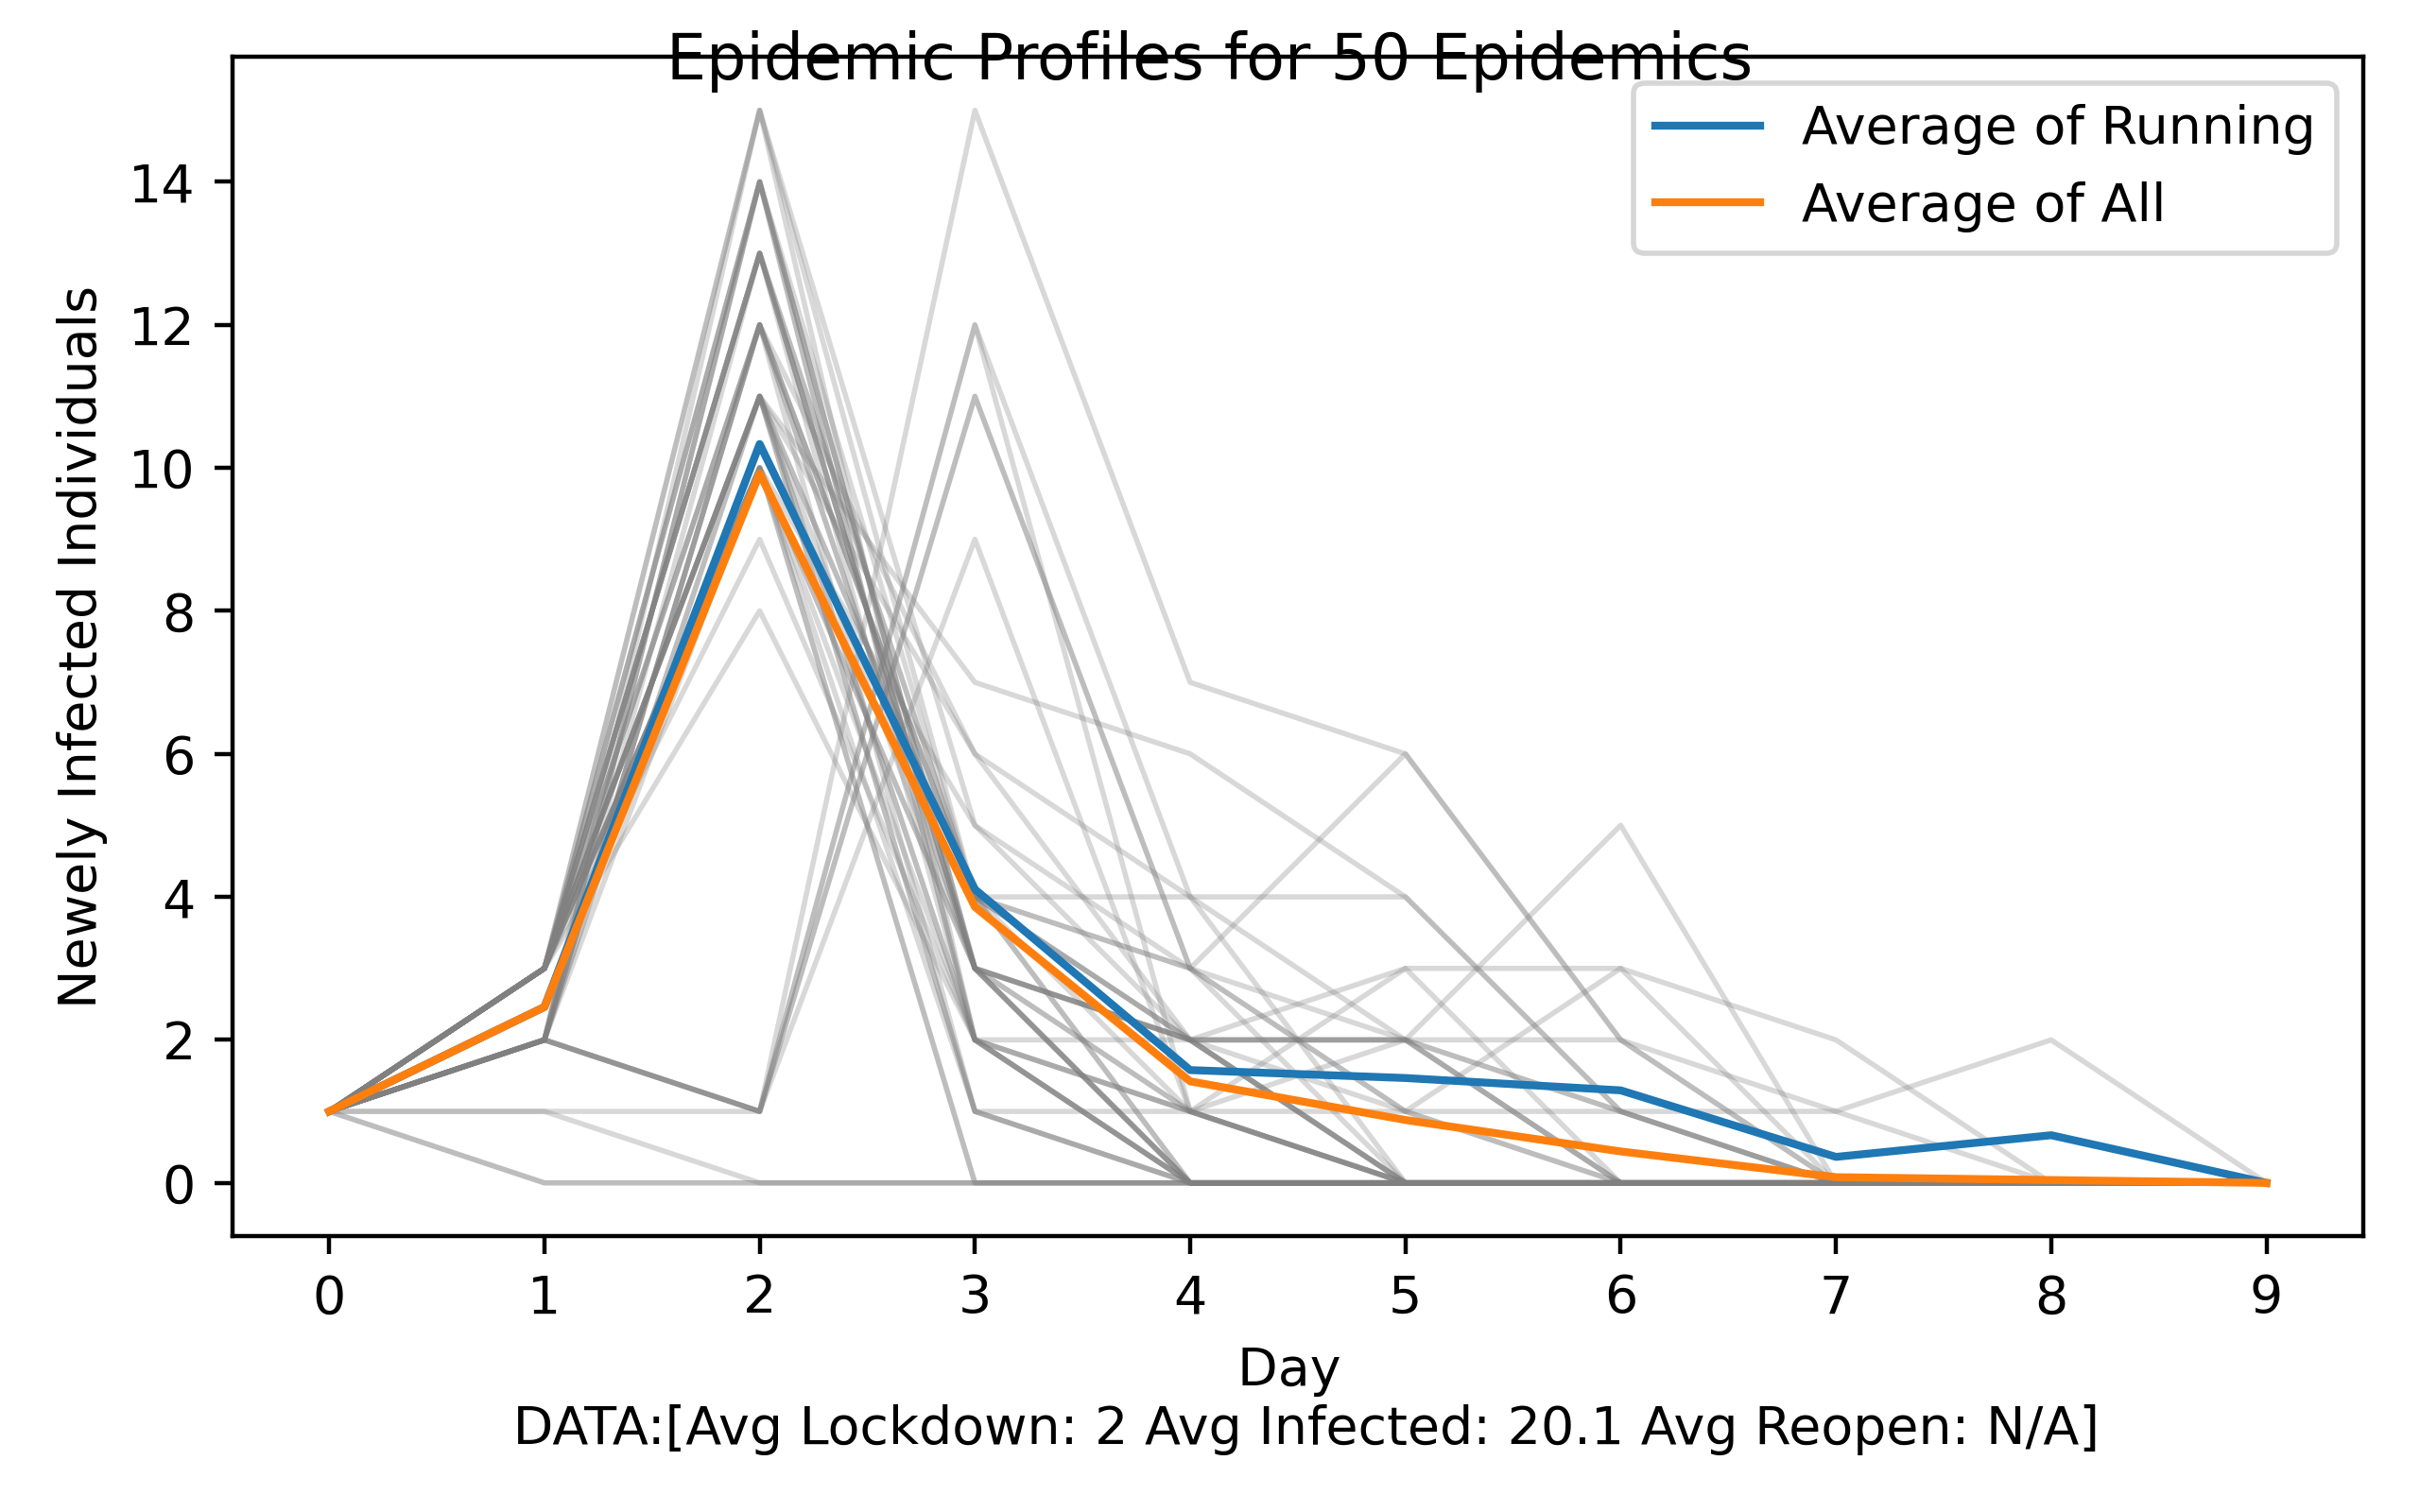 Epidemic Profiles for 50 Epidemics
Average of Running
Average of All
Newely Infected Individuals
14
12
10
8
6
4
2
0
0 1 2 3 4 5 6 7 8 9
Day
DATA:[Avg Lockdown: 2 Avg Infected: 20.1 Avg Reopen: N/A]